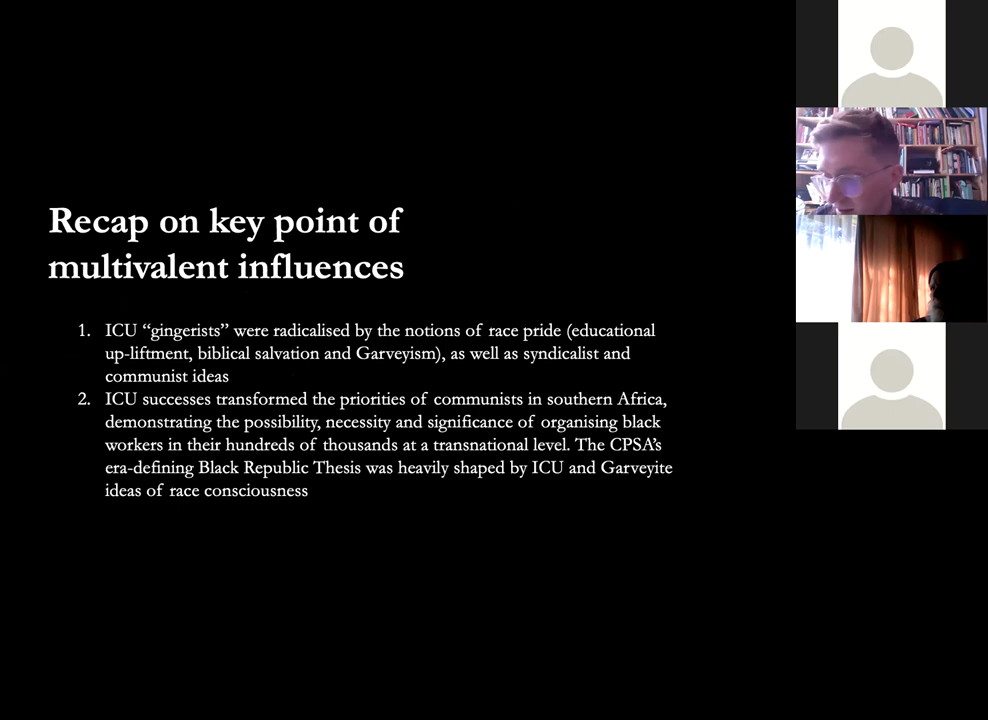 Recap on key point of
multivalent influences
1. ICU “gingerists” were radicalised by the notions of race pride (educational
up-liftment, biblical salvation and Garveyism), as well as syndicalist and
communist ideas
2. ICU successes transformed the priorities of communists in southern Africa,
demonstrating the possibility, necessity and significance of organising black
workers in their hundreds of thousands at a transnational level. The CPSA’s
era-defining Black Republic Thesis was heavily shaped by ICU and Garveyite
ideas of race consciousness